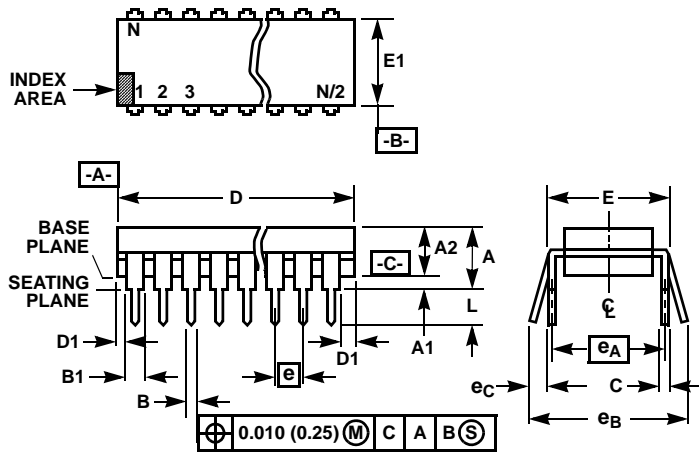 N
E1
INDEX
AREA
1 2 3 N/2
-B-
-A-
D
E
BASE
PLANE
A2
A
-C-
SEATING
PLANE
L
℄
D1
A1
D1
eA
B1
e
eC
C
B
eB
⌖ 0.010 (0.25) Ⓜ C A B Ⓢ